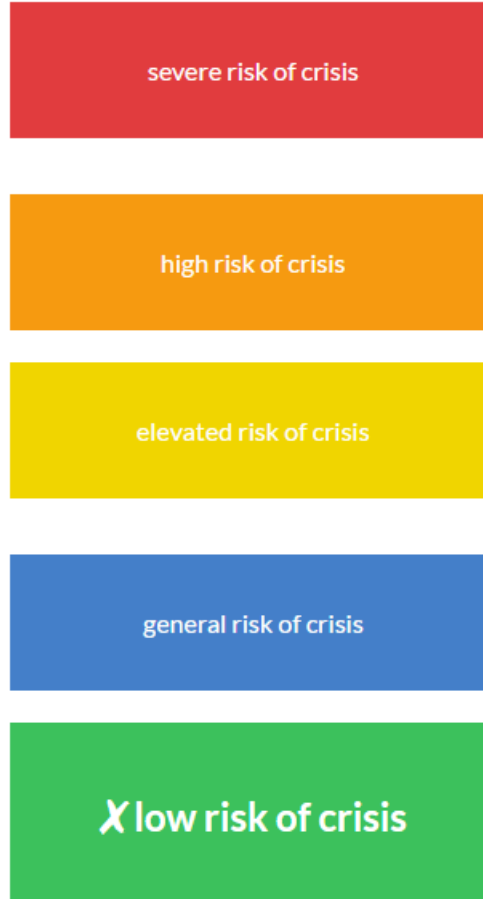 severe risk of crisis
high risk of crisis
elevated risk of crisis
general risk of crisis
✗ low risk of crisis